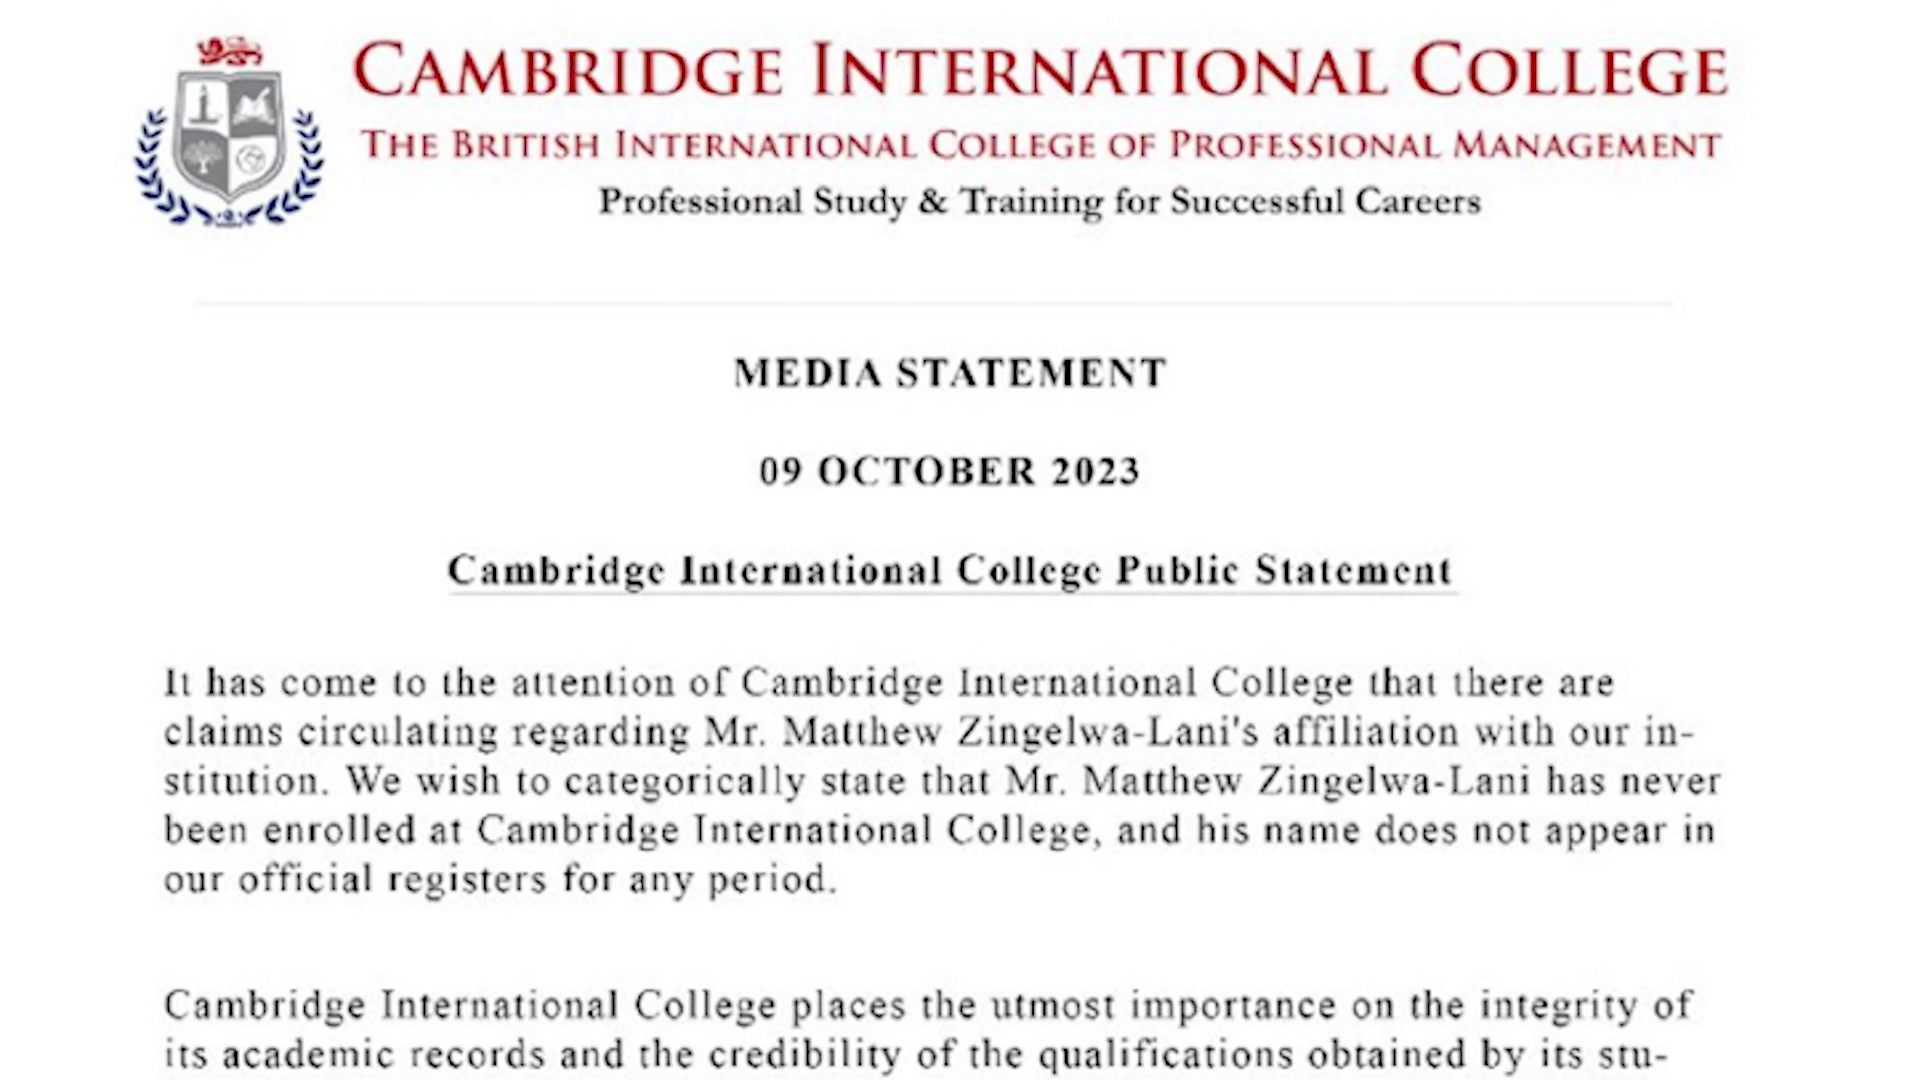 CAMBRIDGE INTERNATIONAL COLLEGE
THE BRITISH INTERNATIONAL COLLEGE OF PROFESSIONAL MANAGEMENT
Professional Study & Training for Successful Careers
MEDIA STATEMENT
09 OCTOBER 2023
Cambridge International College Public Statement
It has come to the attention of Cambridge International College that there are
claims circulating regarding Mr. Matthew Zingelwa-Lani's affiliation with our in-
stitution. We wish to categorically state that Mr. Matthew Zingelwa-Lani has never
been enrolled at Cambridge International College, and his name does not appear in
our official registers for any period.
Cambridge International College places the utmost importance on the integrity of
its academic records and the credibility of the qualifications obtained by its stu-